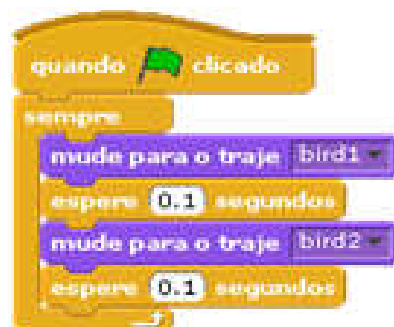 quando clicado
sempre
mude para o traje bird1
espere 0.1 segundos
mude para o traje bird2
espere 0.1 segundos